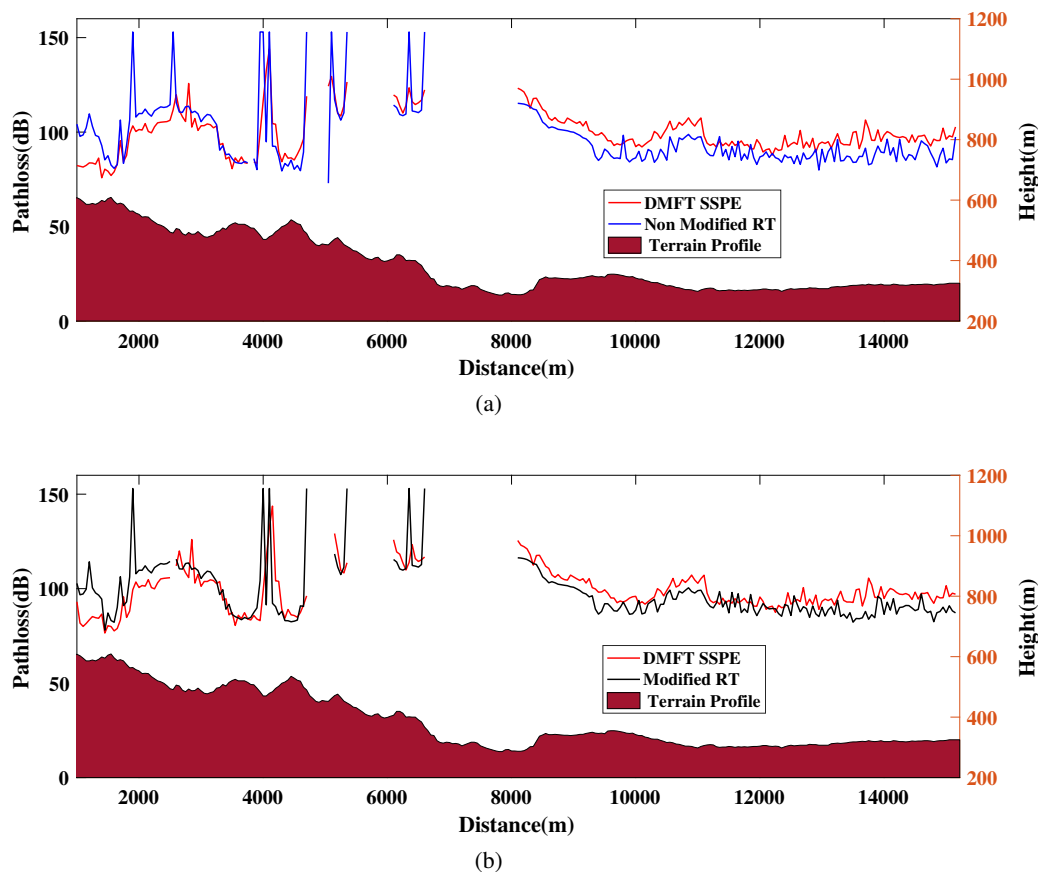 150
100
50
0
Pathloss(dB)
1200
1000
800
600
400
200
Height(m)
DMFT SSPE
Non Modified RT
Terrain Profile
2000 4000 6000 8000 10000 12000 14000
Distance(m)
(a)
150
100
50
0
Pathloss(dB)
1200
1000
800
600
400
200
Height(m)
DMFT SSPE
Modified RT
Terrain Profile
2000 4000 6000 8000 10000 12000 14000
Distance(m)
(b)